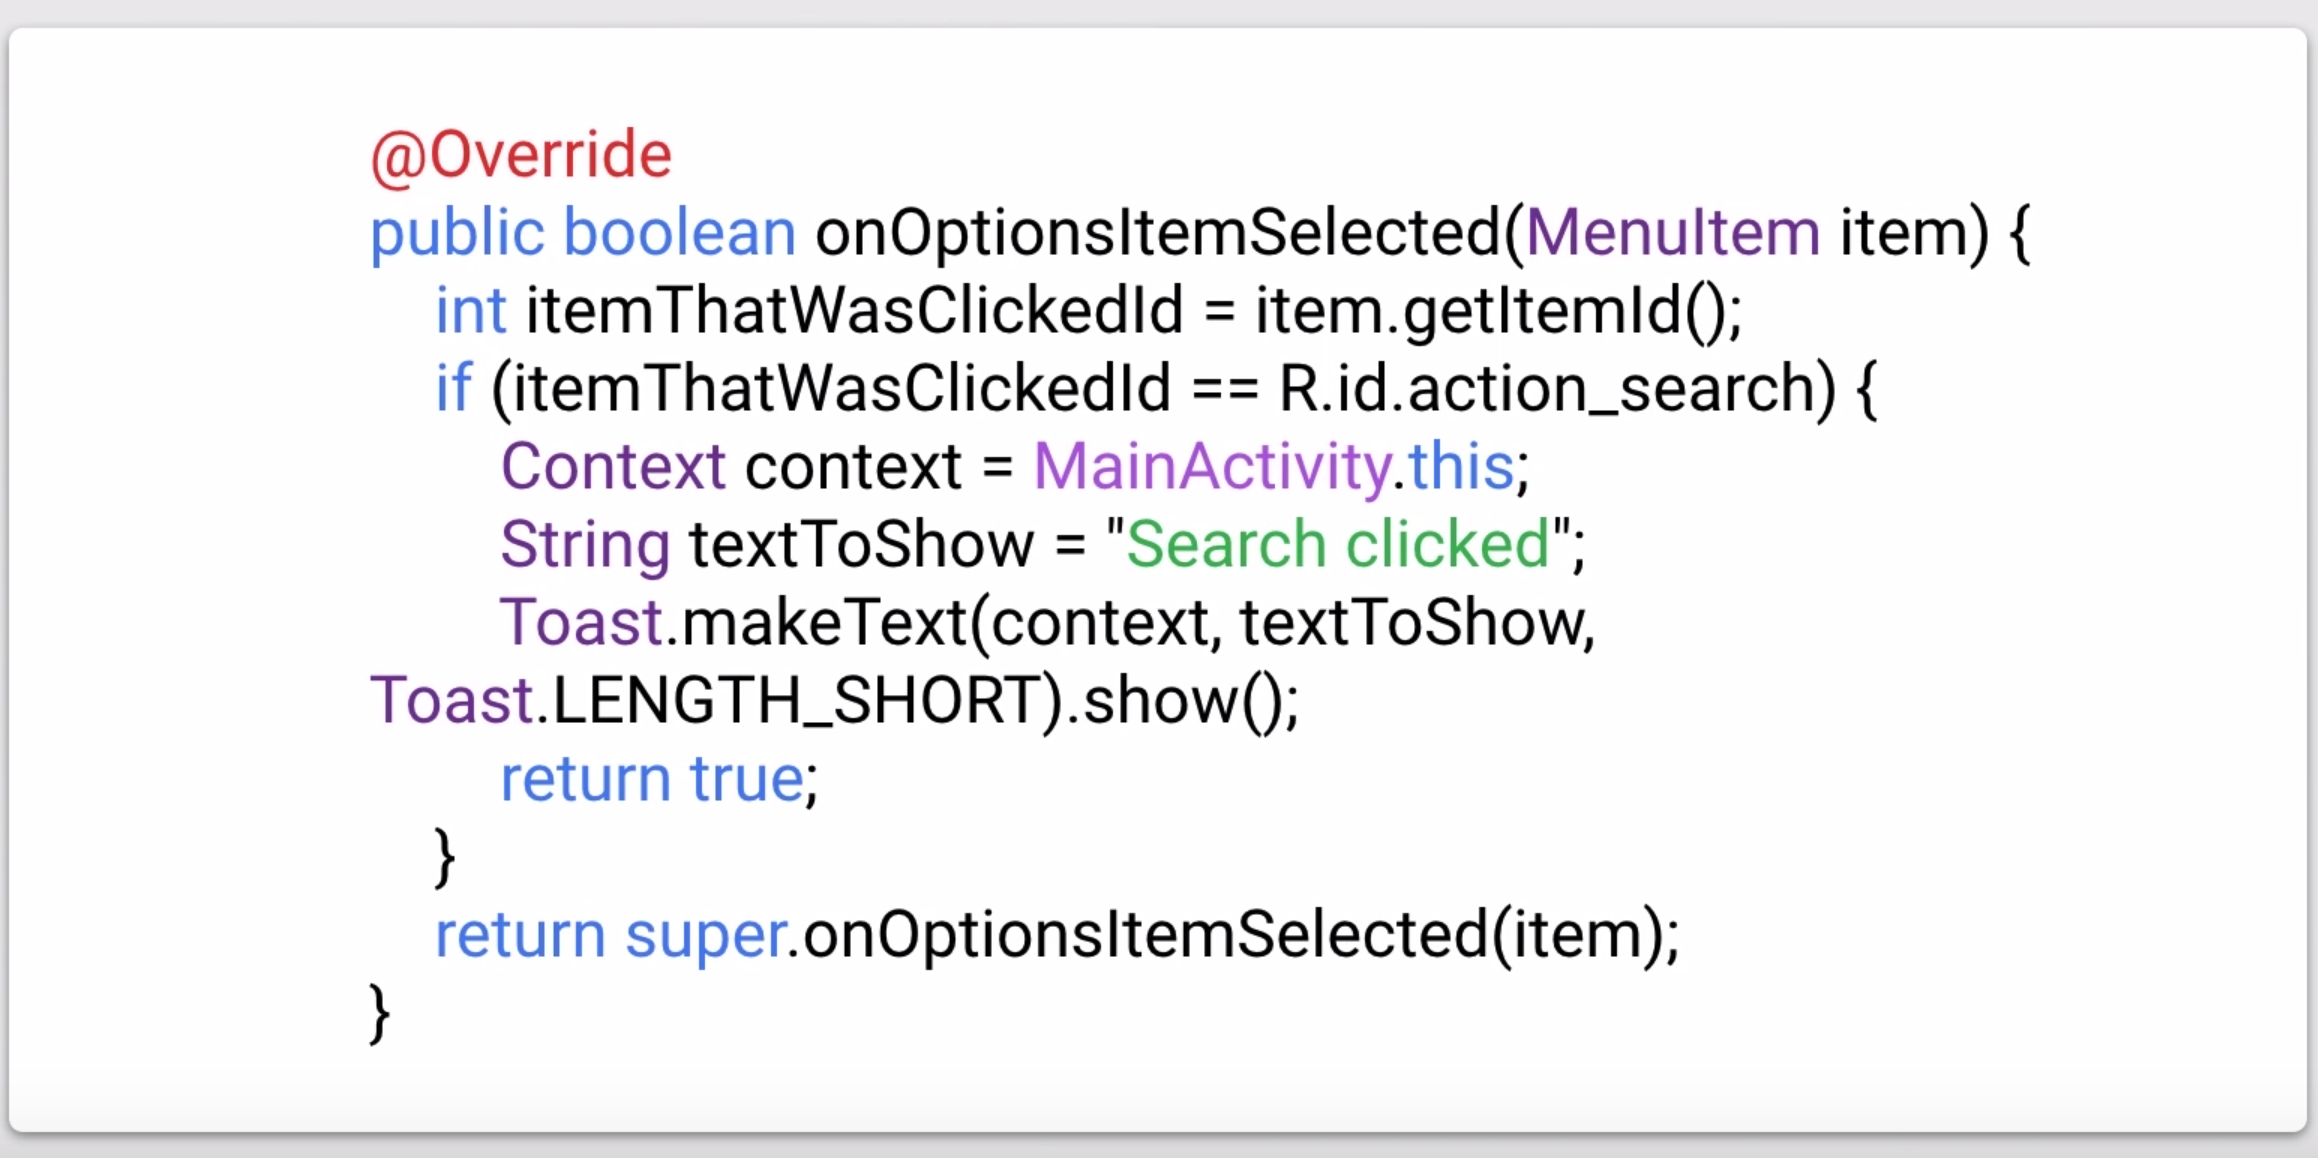 @Override
public boolean onOptionsItemSelected(MenuItem item) {
int itemThatWasClickedId = item.getItemId();
if (itemThatWasClickedId == R.id.action_search) {
Context context = MainActivity.this;
String textToShow = "Search clicked";
Toast.makeText(context, textToShow,
Toast.LENGTH_SHORT).show();
return true;
}
return super.onOptionsItemSelected(item);
}